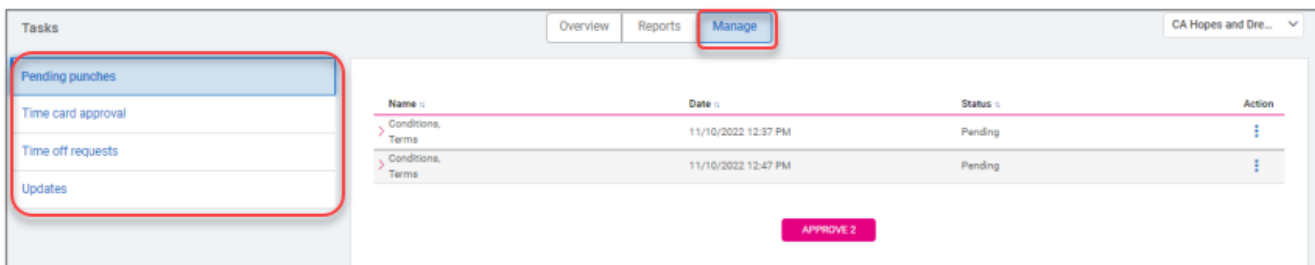 Tasks
Overview Reports Manage
CA Hopes and Dre...
Pending punches
Time card approval
Time off requests
Updates
Name Date Status Action
Conditions,
Terms
11/10/2022 12:37 PM Pending
Conditions,
Terms
11/10/2022 12:47 PM Pending
APPROVE 2